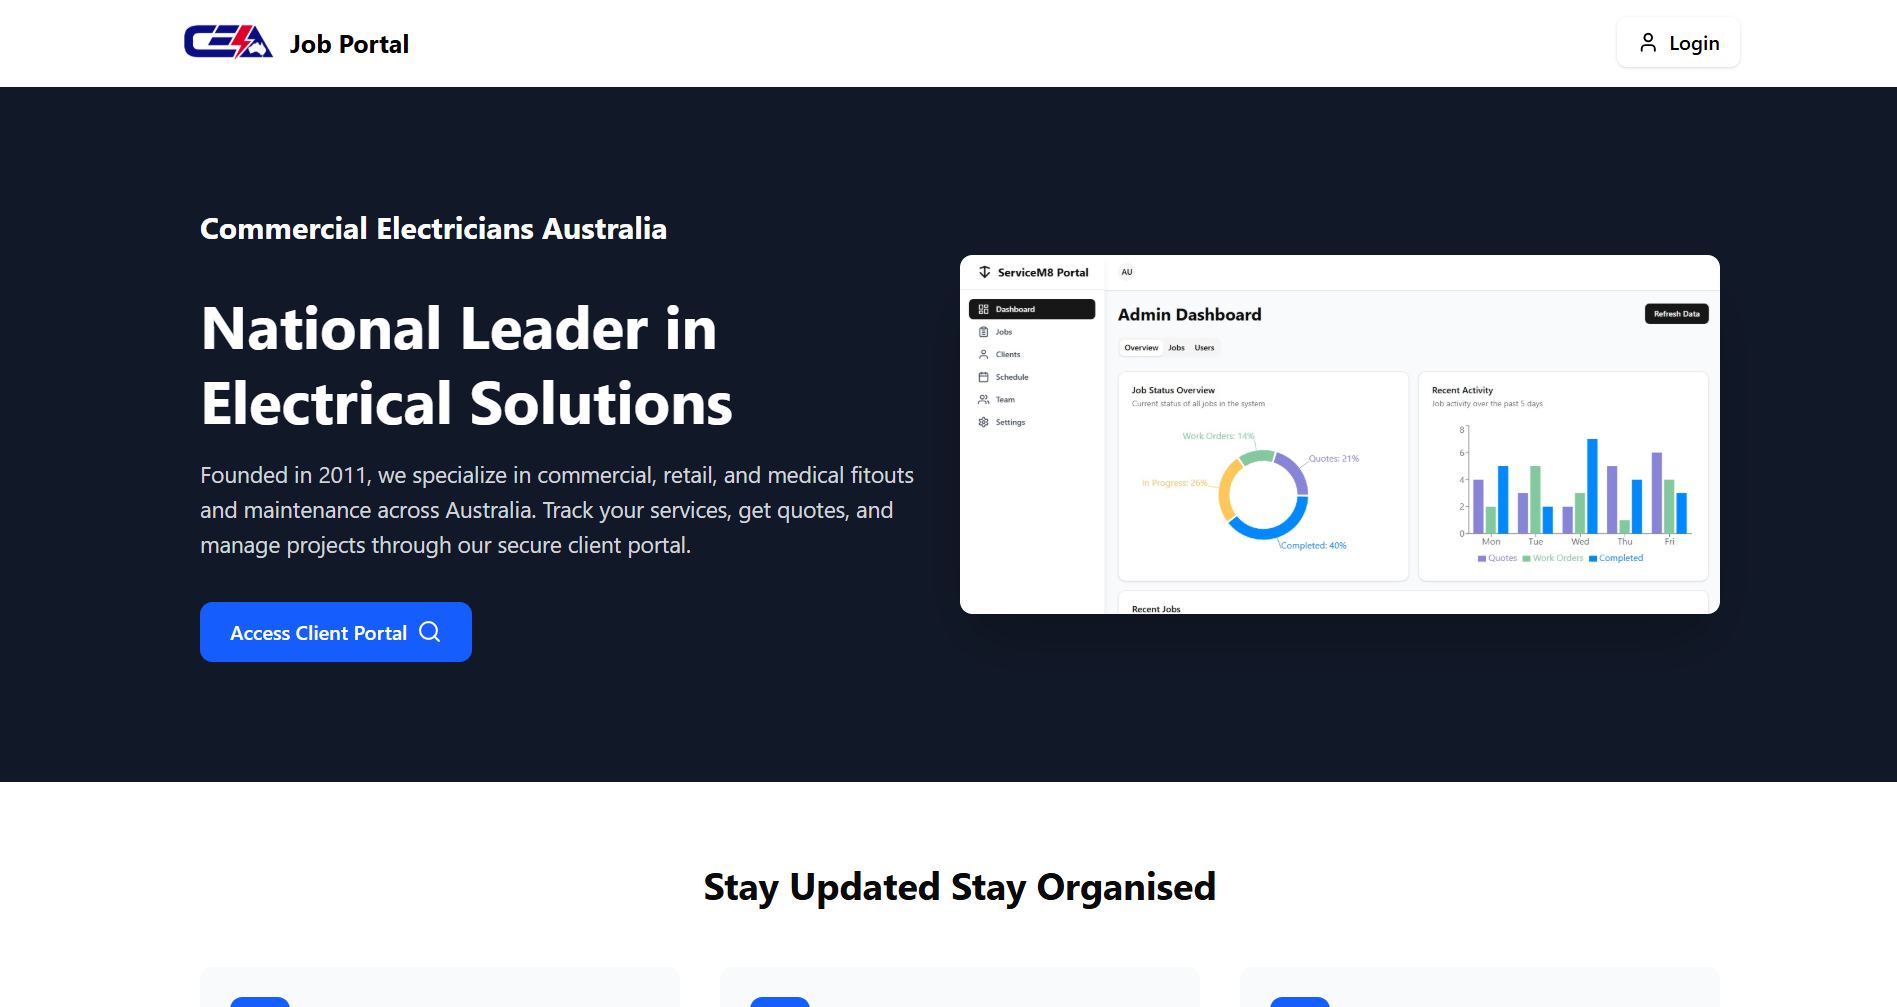 CEA Job Portal
Login
Commercial Electricians Australia
National Leader in
Electrical Solutions
Founded in 2011, we specialize in commercial, retail, and medical fitouts
and maintenance across Australia. Track your services, get quotes, and
manage projects through our secure client portal.
Access Client Portal
ServiceM8 Portal
AU
Dashboard
Jobs
Clients
Schedule
Team
Settings
Admin Dashboard
Refresh Data
Overview Jobs Users
Job Status Overview
Current status of all jobs in the system
Work Orders: 14%
Quotes: 21%
In Progress: 26%
Completed: 40%
Recent Activity
Job activity over the past 5 days
8
6
4
2
0
Mon Tue Wed Thu Fri
Quotes Work Orders Completed
Recent Jobs
Stay Updated Stay Organised